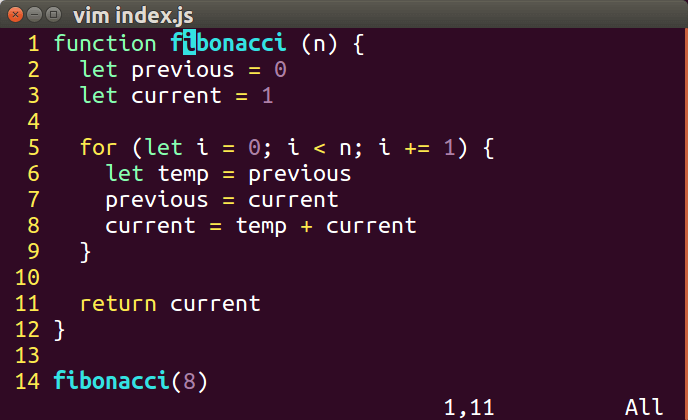 vim index.js
1 function fibonacci (n) {
2   let previous = 0
3   let current = 1
4
5   for (let i = 0; i < n; i += 1) {
6     let temp = previous
7     previous = current
8     current = temp + current
9   }
10
11   return current
12 }
13
14 fibonacci(8)
1,11 All